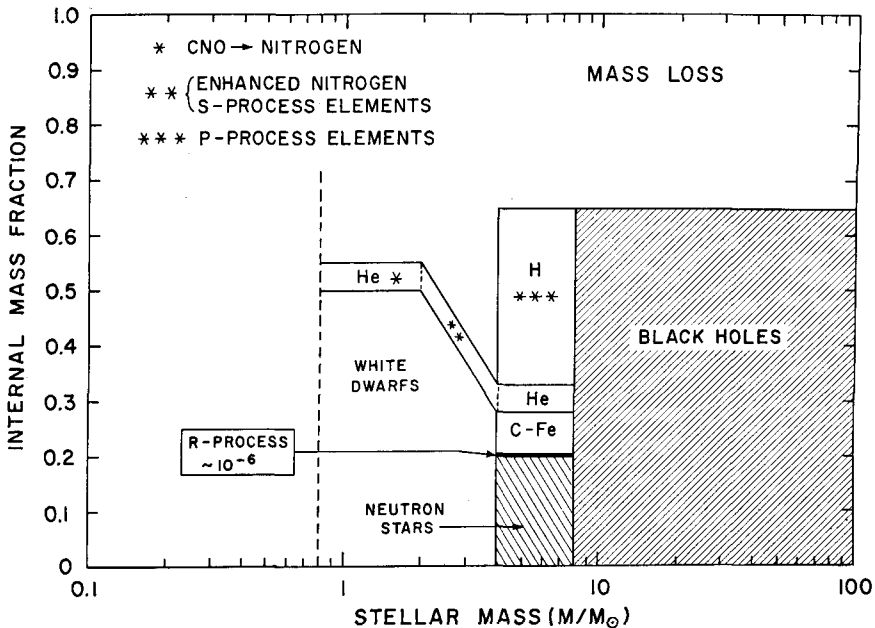 1.0
* CNO → NITROGEN
0.9
MASS LOSS
* * { ENHANCED NITROGEN
S-PROCESS ELEMENTS
0.8
* * * P-PROCESS ELEMENTS
0.7
INTERNAL MASS FRACTION
0.6
H
* * *
He *
0.5
* *
0.4
WHITE
DWARFS
BLACK HOLES
0.3
He
C-Fe
R-PROCESS
~10⁻⁶
0.2
NEUTRON
STARS
0.1
0
0.1
1
10
100
STELLAR MASS (M/M☉)